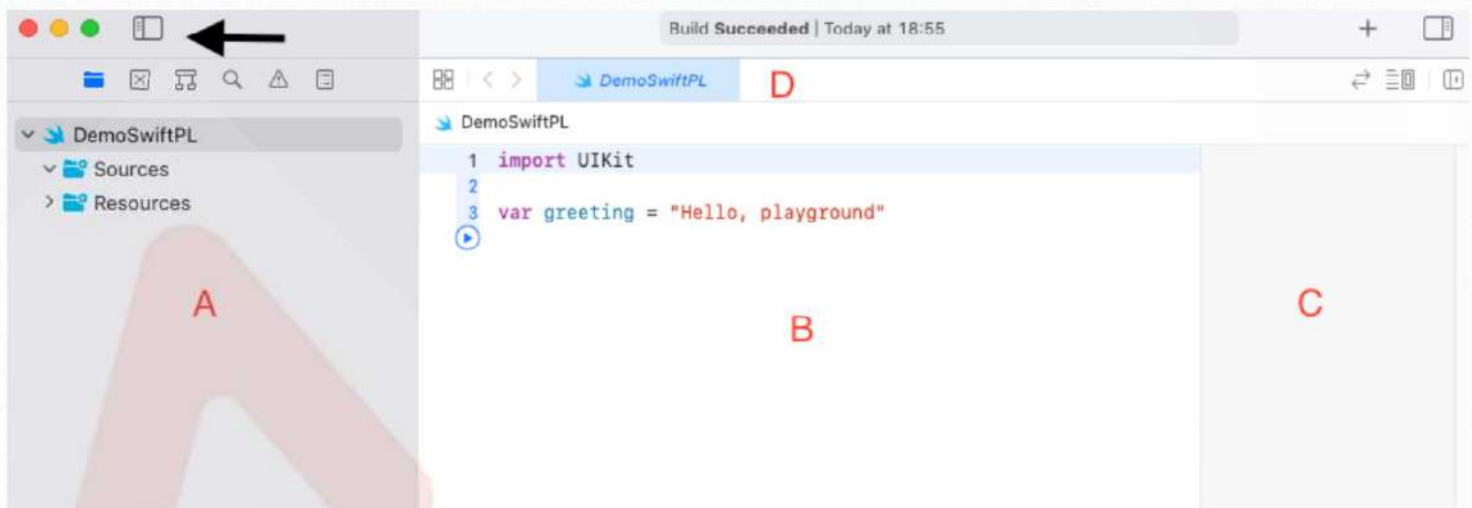 Build Succeeded | Today at 18:55
DemoSwiftPL
D
DemoSwiftPL
DemoSwiftPL
Sources
Resources
1 import UIKit
2
3 var greeting = "Hello, playground"
A
B
C